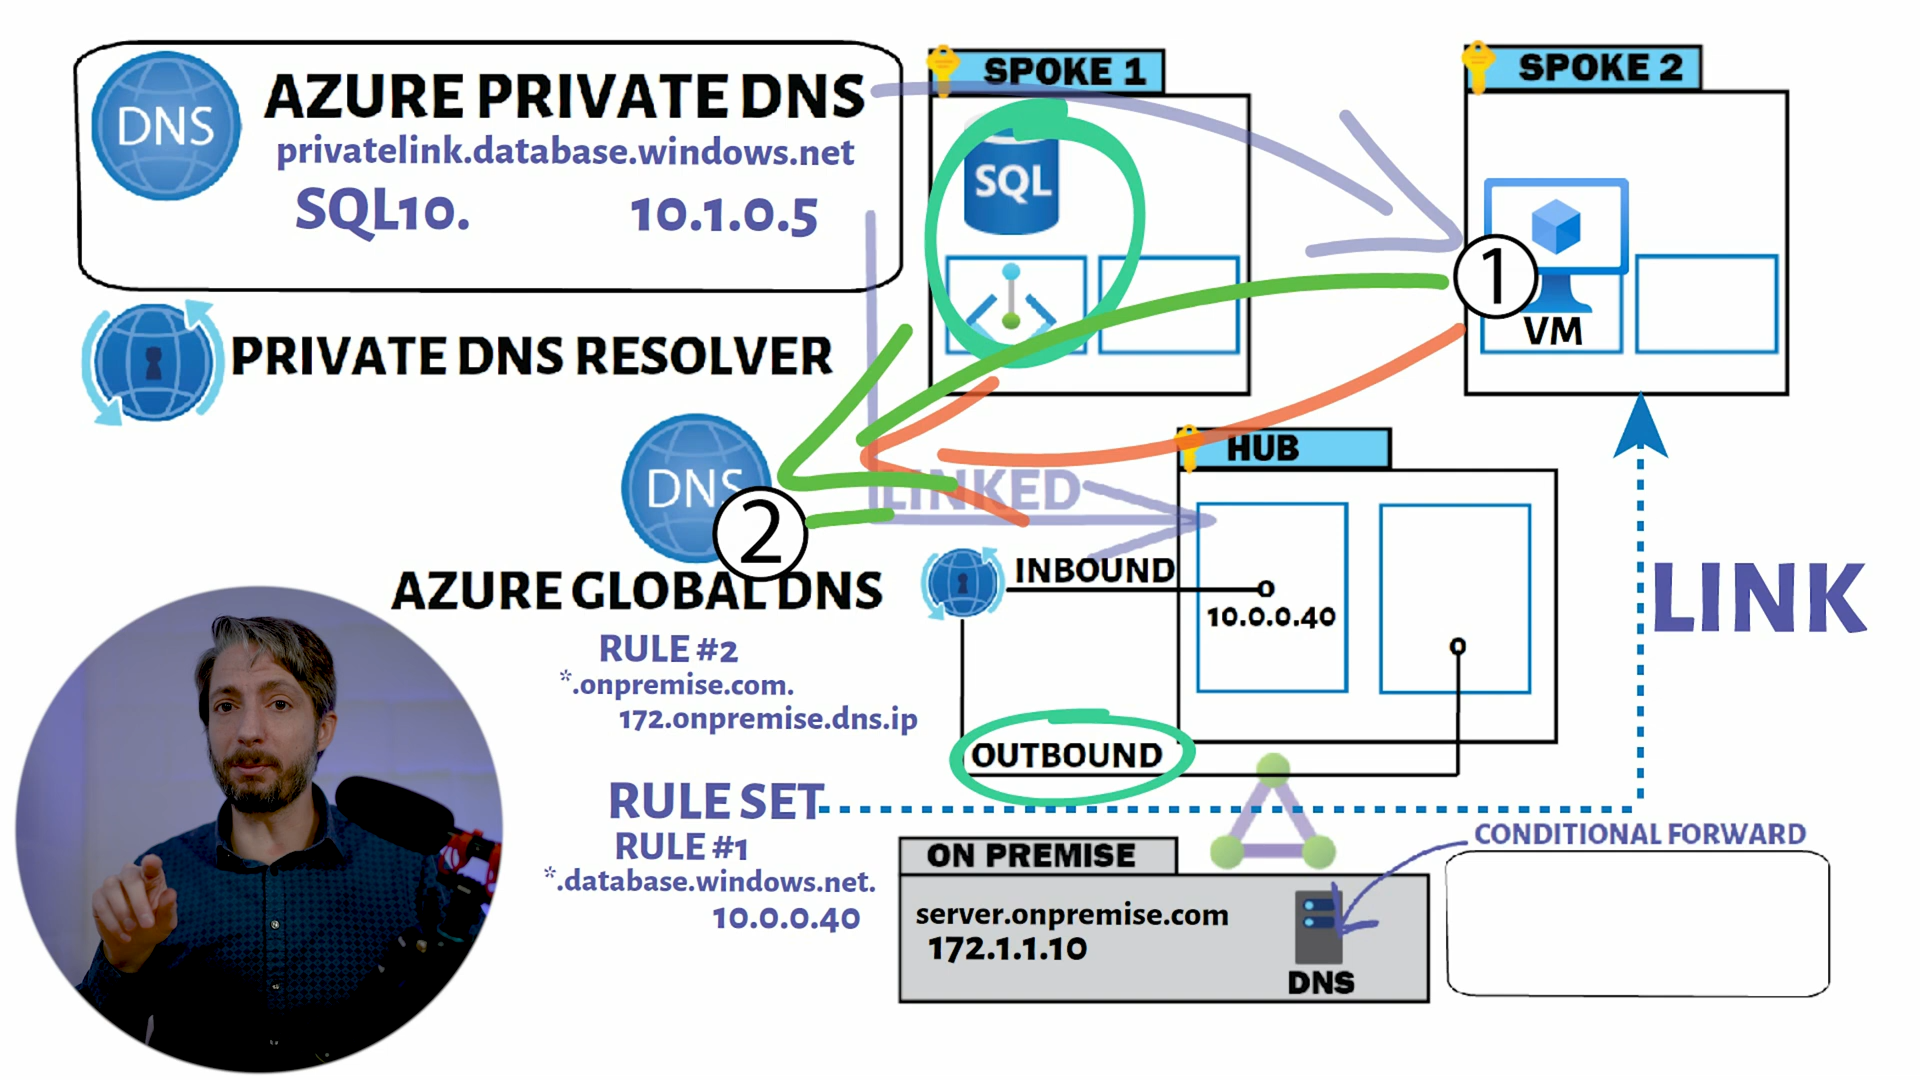 DNS
AZURE PRIVATE DNS
privatelink.database.windows.net
SQL10. 10.1.0.5
PRIVATE DNS RESOLVER
SPOKE 1
SQL
SPOKE 2
1
VM
DNS
2
AZURE GLOBAL DNS
LINKED
HUB
INBOUND
10.0.0.40
OUTBOUND
LINK
RULE #2
*.onpremise.com.
172.onpremise.dns.ip
RULE SET
RULE #1
*.database.windows.net.
10.0.0.40
ON PREMISE
server.onpremise.com
172.1.1.10
DNS
CONDITIONAL FORWARD